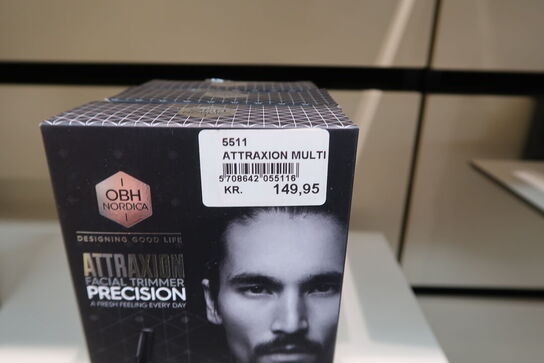 5511
ATTRAXION MULTI
5708642 055116
KR. 149,95
OBH
NORDICA
DESIGNING GOOD LIFE
ATTRAXION
FACIAL TRIMMER
PRECISION
A FRESH FEELING EVERY DAY